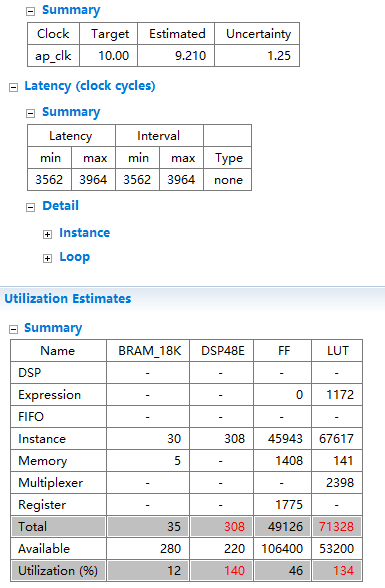 Summary
Clock Target Estimated Uncertainty
ap_clk 10.00 9.210 1.25
Latency (clock cycles)
Summary
Latency Interval
min max min max Type
3562 3964 3562 3964 none
Detail
Instance
Loop
Utilization Estimates
Summary
Name BRAM_18K DSP48E FF LUT
DSP - - - -
Expression - - 0 1172
FIFO - - - -
Instance 30 308 45943 67617
Memory 5 - 1408 141
Multiplexer - - - 2398
Register - - 1775 -
Total 35 308 49126 71328
Available 280 220 106400 53200
Utilization (%) 12 140 46 134